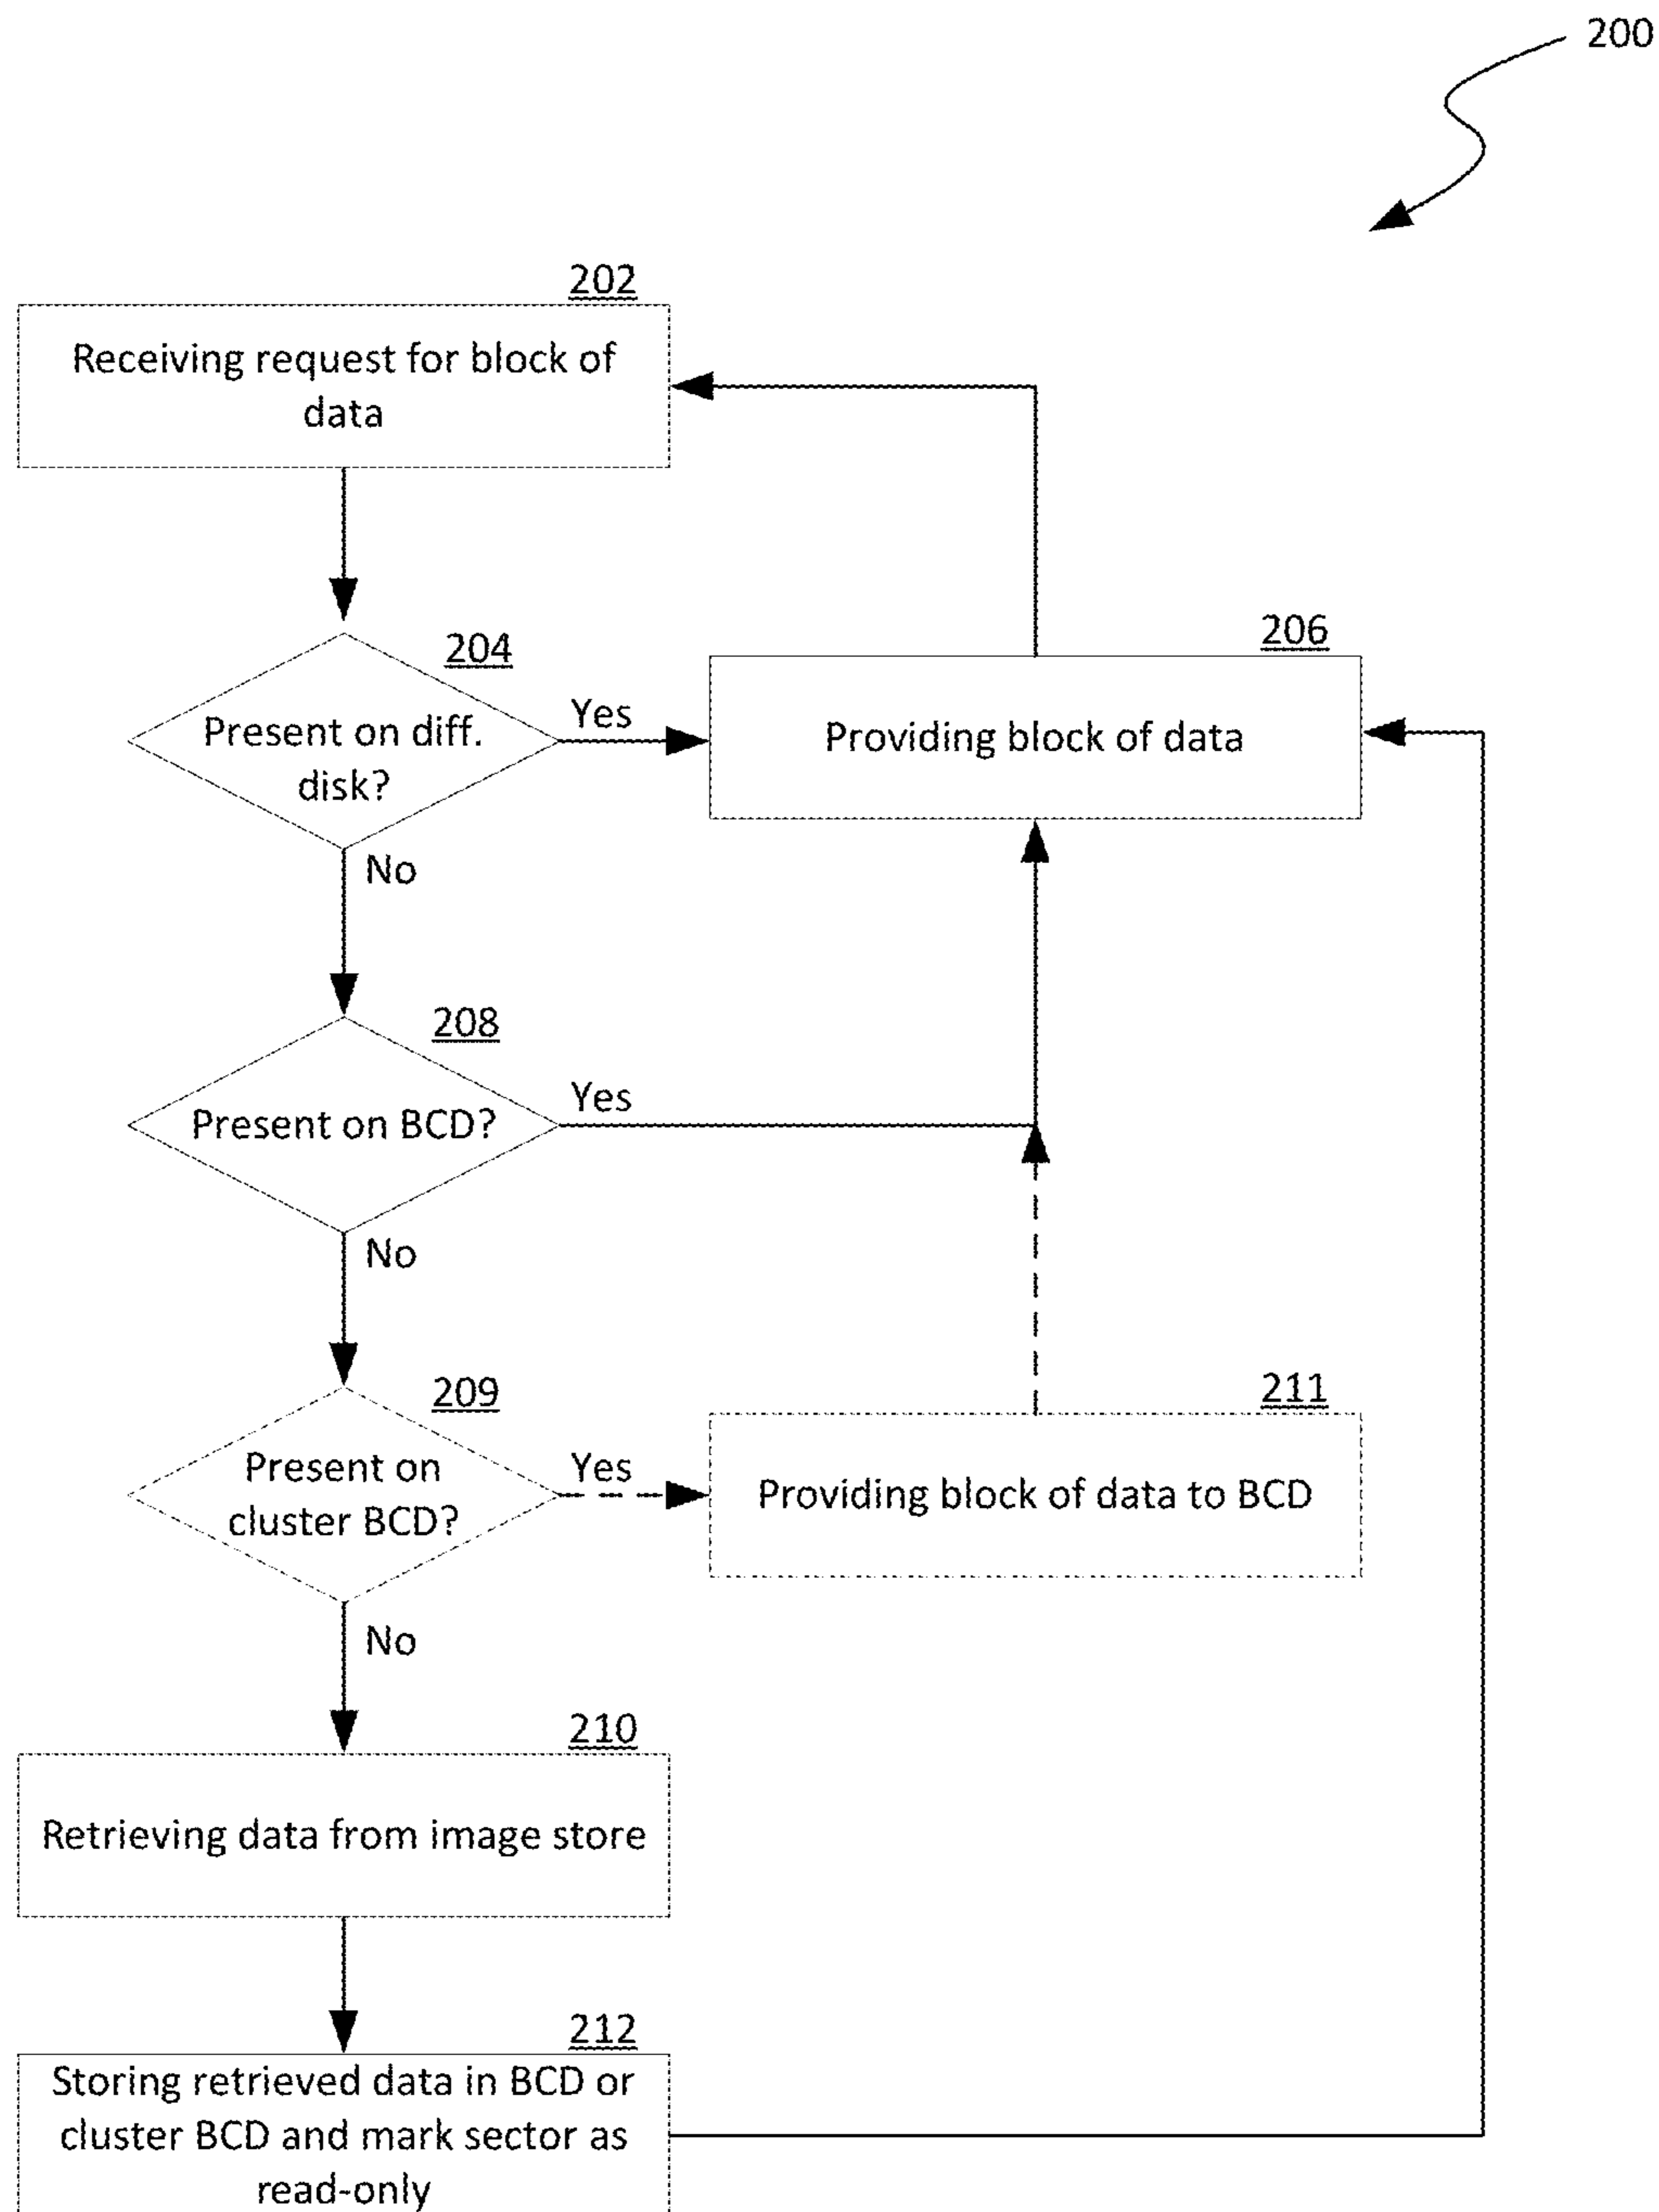 200
202
Receiving request for block of
data
204
Present on diff.
disk?
Yes
No
206
Providing block of data
208
Present on BCD?
Yes
No
209
Present on
cluster BCD?
Yes
No
211
Providing block of data to BCD
210
Retrieving data from image store
212
Storing retrieved data in BCD or
cluster BCD and mark sector as
read-only